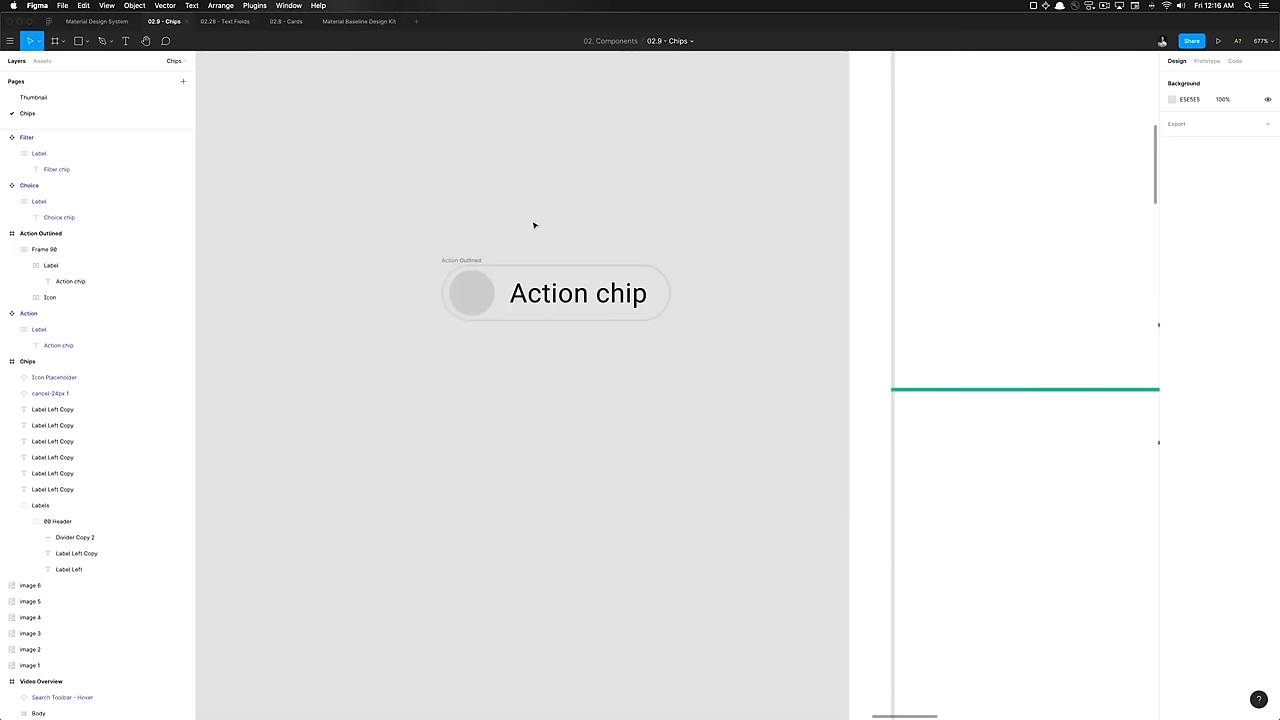 Figma File Edit View Object Vector Text Arrange Plugins Window Help Fri 12:16 AM
Material Design System 02.9 - Chips 02.28 - Text Fields 02.8 - Cards Material Baseline Design Kit
02. Components / 02.9 - Chips Share A? 677%
Layers Assets Chips Design Prototype Code
Pages
Background
Thumbnail
E5E5E5 100%
Chips
Export
Filter
Label
Filter chip
Choice
Label
Choice chip
Action Outlined
Frame 90
Action Outlined
Label
Action chip
Action chip
Icon
Action
Label
Action chip
Chips
Icon Placeholder
cancel-24px 1
Label Left Copy
Label Left Copy
Label Left Copy
Label Left Copy
Label Left Copy
Label Left Copy
Labels
00 Header
Divider Copy 2
Label Left Copy
Label Left
image 6
image 5
image 4
image 3
image 2
image 1
Video Overview
Search Toolbar - Hover
?
Body